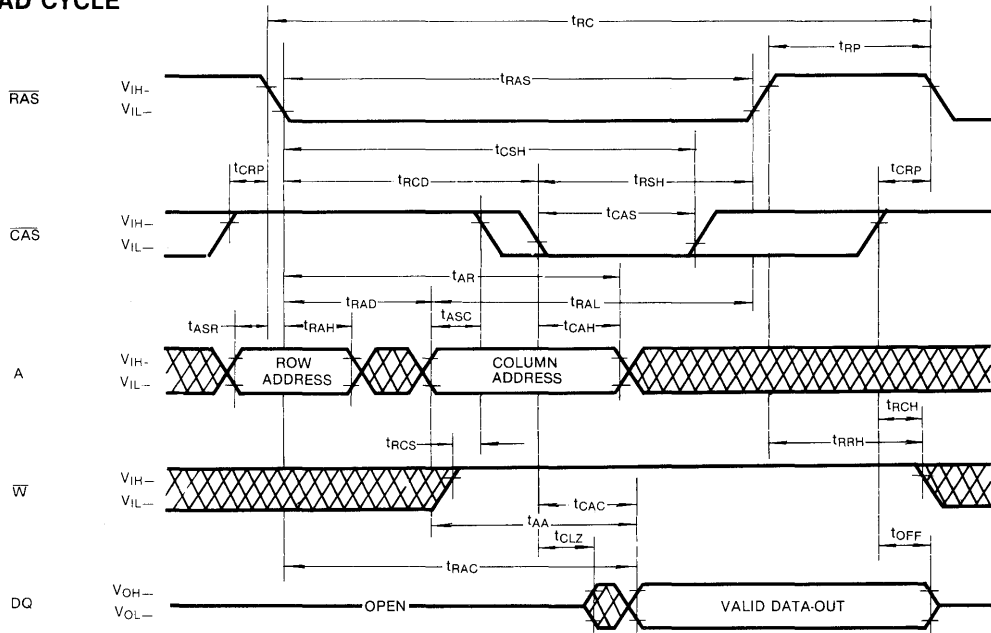 AD CYCLE
tRC
tRP
tRAS
RAS
VIH-
VIL-
tCSH
tCRP
tRCD
tRSH
tCRP
tCAS
CAS
VIH-
VIL-
tAR
tRAD
tRAL
tASR
tRAH
tASC
tCAH
A
VIH-
VIL-
ROW
ADDRESS
COLUMN
ADDRESS
tRCH
tRCS
tRRH
W
VIH-
VIL-
tCAC
tAA
tCLZ
tOFF
tRAC
DQ
VOH-
VOL-
OPEN
VALID DATA-OUT